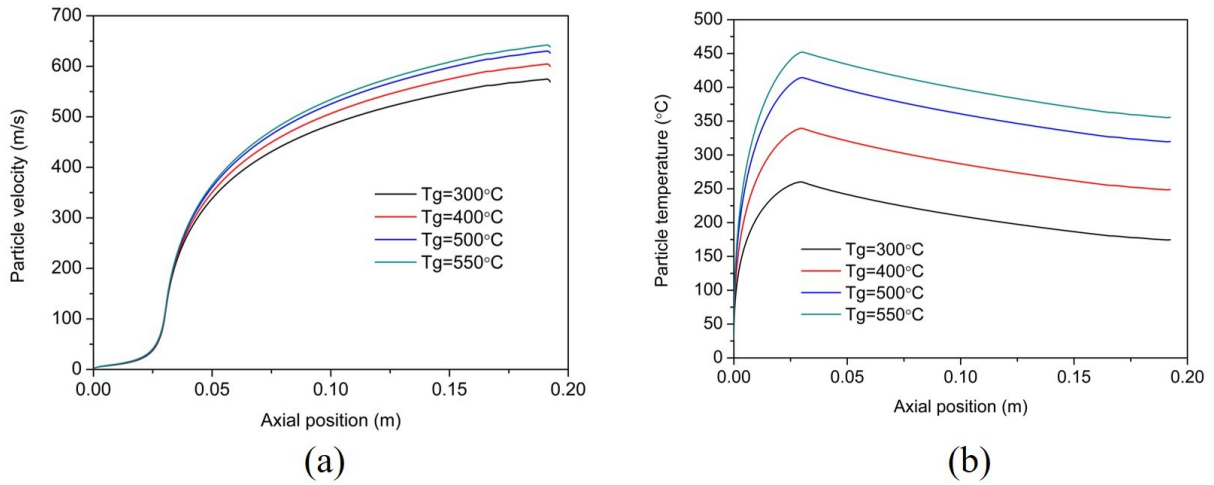 700
600
500
400
300
200
100
0
Particle velocity (m/s)
Tg=300°C
Tg=400°C
Tg=500°C
Tg=550°C
0.00 0.05 0.10 0.15 0.20
Axial position (m)
(a)
500
450
400
350
300
250
200
150
100
50
0
Particle temperature (°C)
Tg=300°C
Tg=400°C
Tg=500°C
Tg=550°C
0.00 0.05 0.10 0.15 0.20
Axial position (m)
(b)